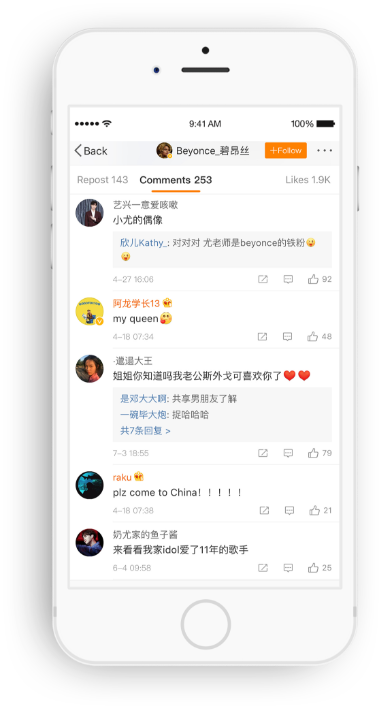 9:41 AM 100%
Back Beyonce_碧昂丝 +Follow ···
Repost 143 Comments 253 Likes 1.9K
艺兴一意爱咳嗽
小尤的偶像
欣儿Kathy_: 对对对 尤老师是beyonce的铁粉😜
😜
4-27 16:06 92
阿龙学长13
my queen😘
4-18 07:34 48
·邋遢大王
姐姐你知道吗我老公斯外戈可喜欢你了❤️❤️
是邓大大啊: 共享男朋友了解
一碗毕大炮: 捉哈哈哈
共7条回复 >
7-3 18:55 79
raku
plz come to China！！！！！
4-18 07:38 21
奶尤家的鱼子酱
来看看我家idol爱了11年的歌手
6-4 09:58 25